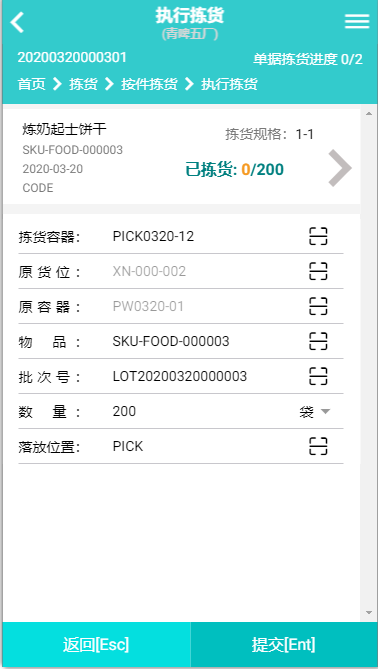 执行拣货
(青啤五厂)
20200320000301 单据拣货进度 0/2
首页 拣货 按件拣货 执行拣货
炼奶起士饼干
拣货规格：1-1
SKU-FOOD-000003
2020-03-20
已拣货: 0/200
CODE
拣货容器： PICK0320-12
原 货 位 ： XN-000-002
原 容 器 ： PW0320-01
物 品 ： SKU-FOOD-000003
批 次 号 ： LOT20200320000003
数 量 ： 200 袋
落放位置： PICK
返回[Esc] 提交[Ent]